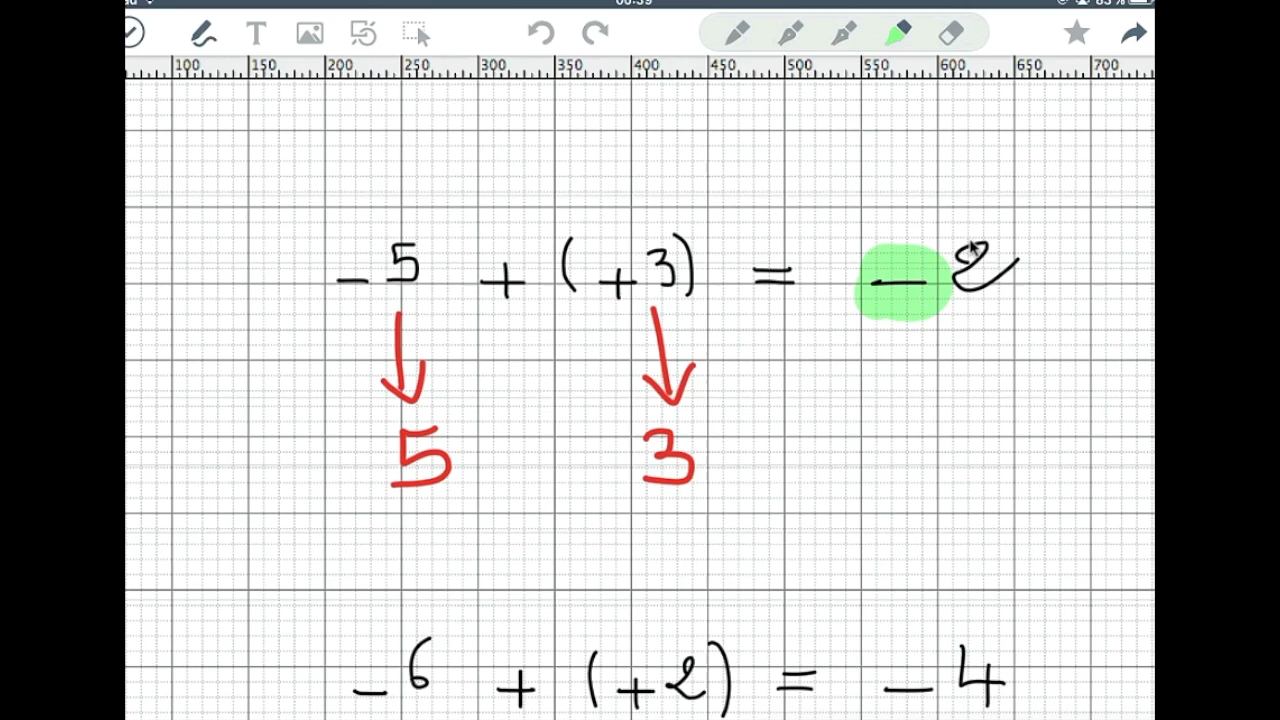 100 150 200 250 300 350 400 450 500 550 600 650 700
- 5 + ( + 3 ) = - 2
5 3
- 6 + ( + 2 ) = - 4